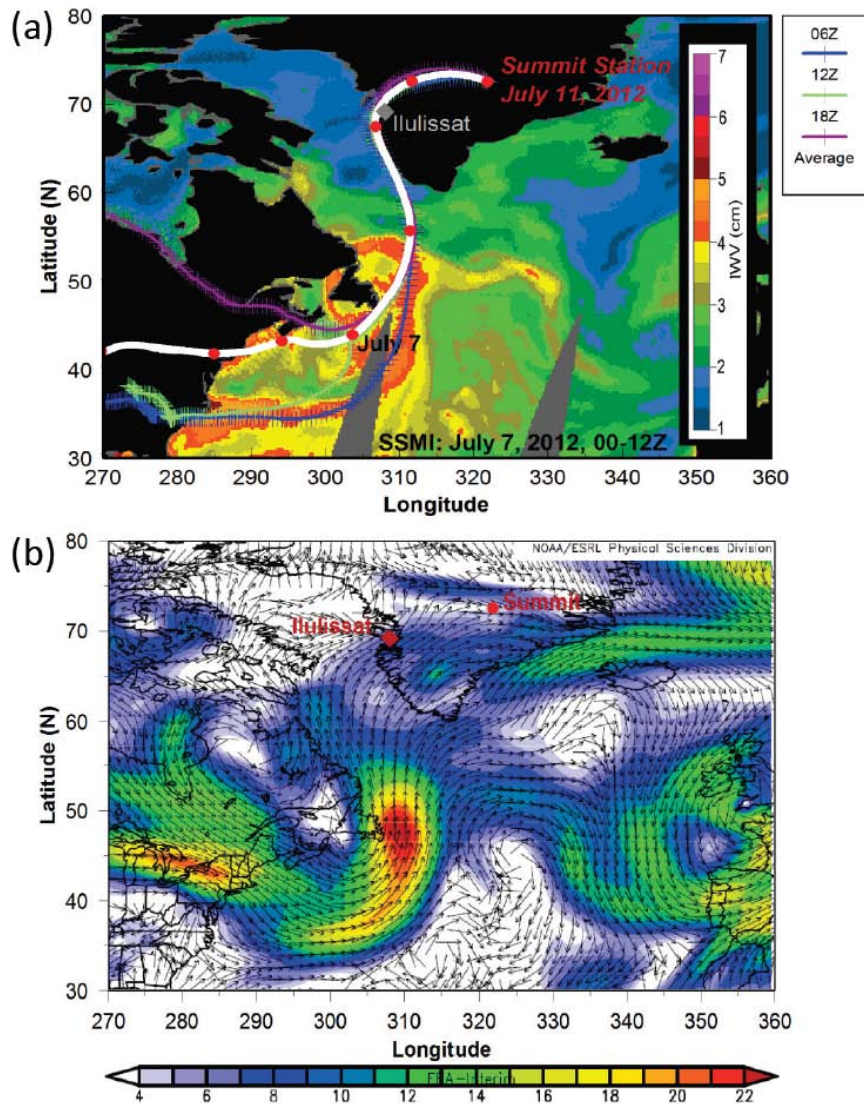 (a)
80
70
60
50
40
30
Latitude (N)
270 280 290 300 310 320 330 340 350 360
Longitude
Summit Station
July 11, 2012
Ilulissat
July 7
SSMI: July 7, 2012, 00-12Z
7
6
5
4
3
2
1
IWV (cm)
06Z
12Z
18Z
Average
(b)
NOAA/ESRL Physical Sciences Division
80
70
60
50
40
30
Latitude (N)
Summit
Ilulissat
270 280 290 300 310 320 330 340 350 360
Longitude
ERA-Interim
4 6 8 10 12 14 16 18 20 22